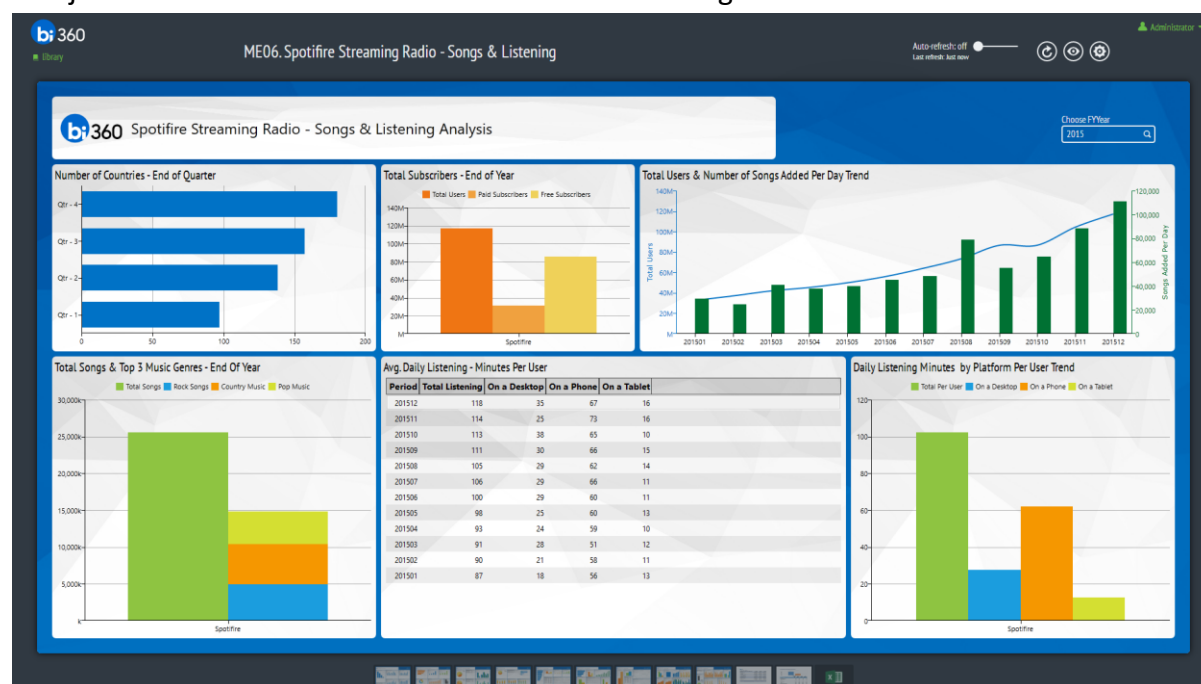 bi 360
Library
ME06. Spotifire Streaming Radio - Songs & Listening
Auto-refresh: off
Last refresh: Just now
Administrator
bi 360 Spotifire Streaming Radio - Songs & Listening Analysis
Choose FYYear
2015
Number of Countries - End of Quarter
Qtr - 4
Qtr - 3
Qtr - 2
Qtr - 1
0 50 100 150 200
Total Subscribers - End of Year
Total Users Paid Subscribers Free Subscribers
140M
120M
100M
80M
60M
40M
20M
M
Spotifire
Total Users & Number of Songs Added Per Day Trend
140M
120M
100M
80M
60M
40M
20M
M
Total Users
120,000
100,000
80,000
60,000
40,000
20,000
0
Songs Added Per Day
201501 201502 201503 201504 201505 201506 201507 201508 201509 201510 201511 201512
Total Songs & Top 3 Music Genres - End Of Year
Total Songs Rock Songs Country Music Pop Music
30,000k
25,000k
20,000k
15,000k
10,000k
5,000k
k
Spotifire
Avg. Daily Listening - Minutes Per User
Period Total Listening On a Desktop On a Phone On a Tablet
201512 118 35 67 16
201511 114 25 73 16
201510 113 38 65 10
201509 111 30 66 15
201508 105 29 62 14
201507 106 29 66 11
201506 100 29 60 11
201505 98 25 60 13
201504 93 24 59 10
201503 91 28 51 12
201502 90 21 58 11
201501 87 18 56 13
Daily Listening Minutes by Platform Per User Trend
Total Per User On a Desktop On a Phone On a Tablet
120
100
80
60
40
20
0
Spotifire